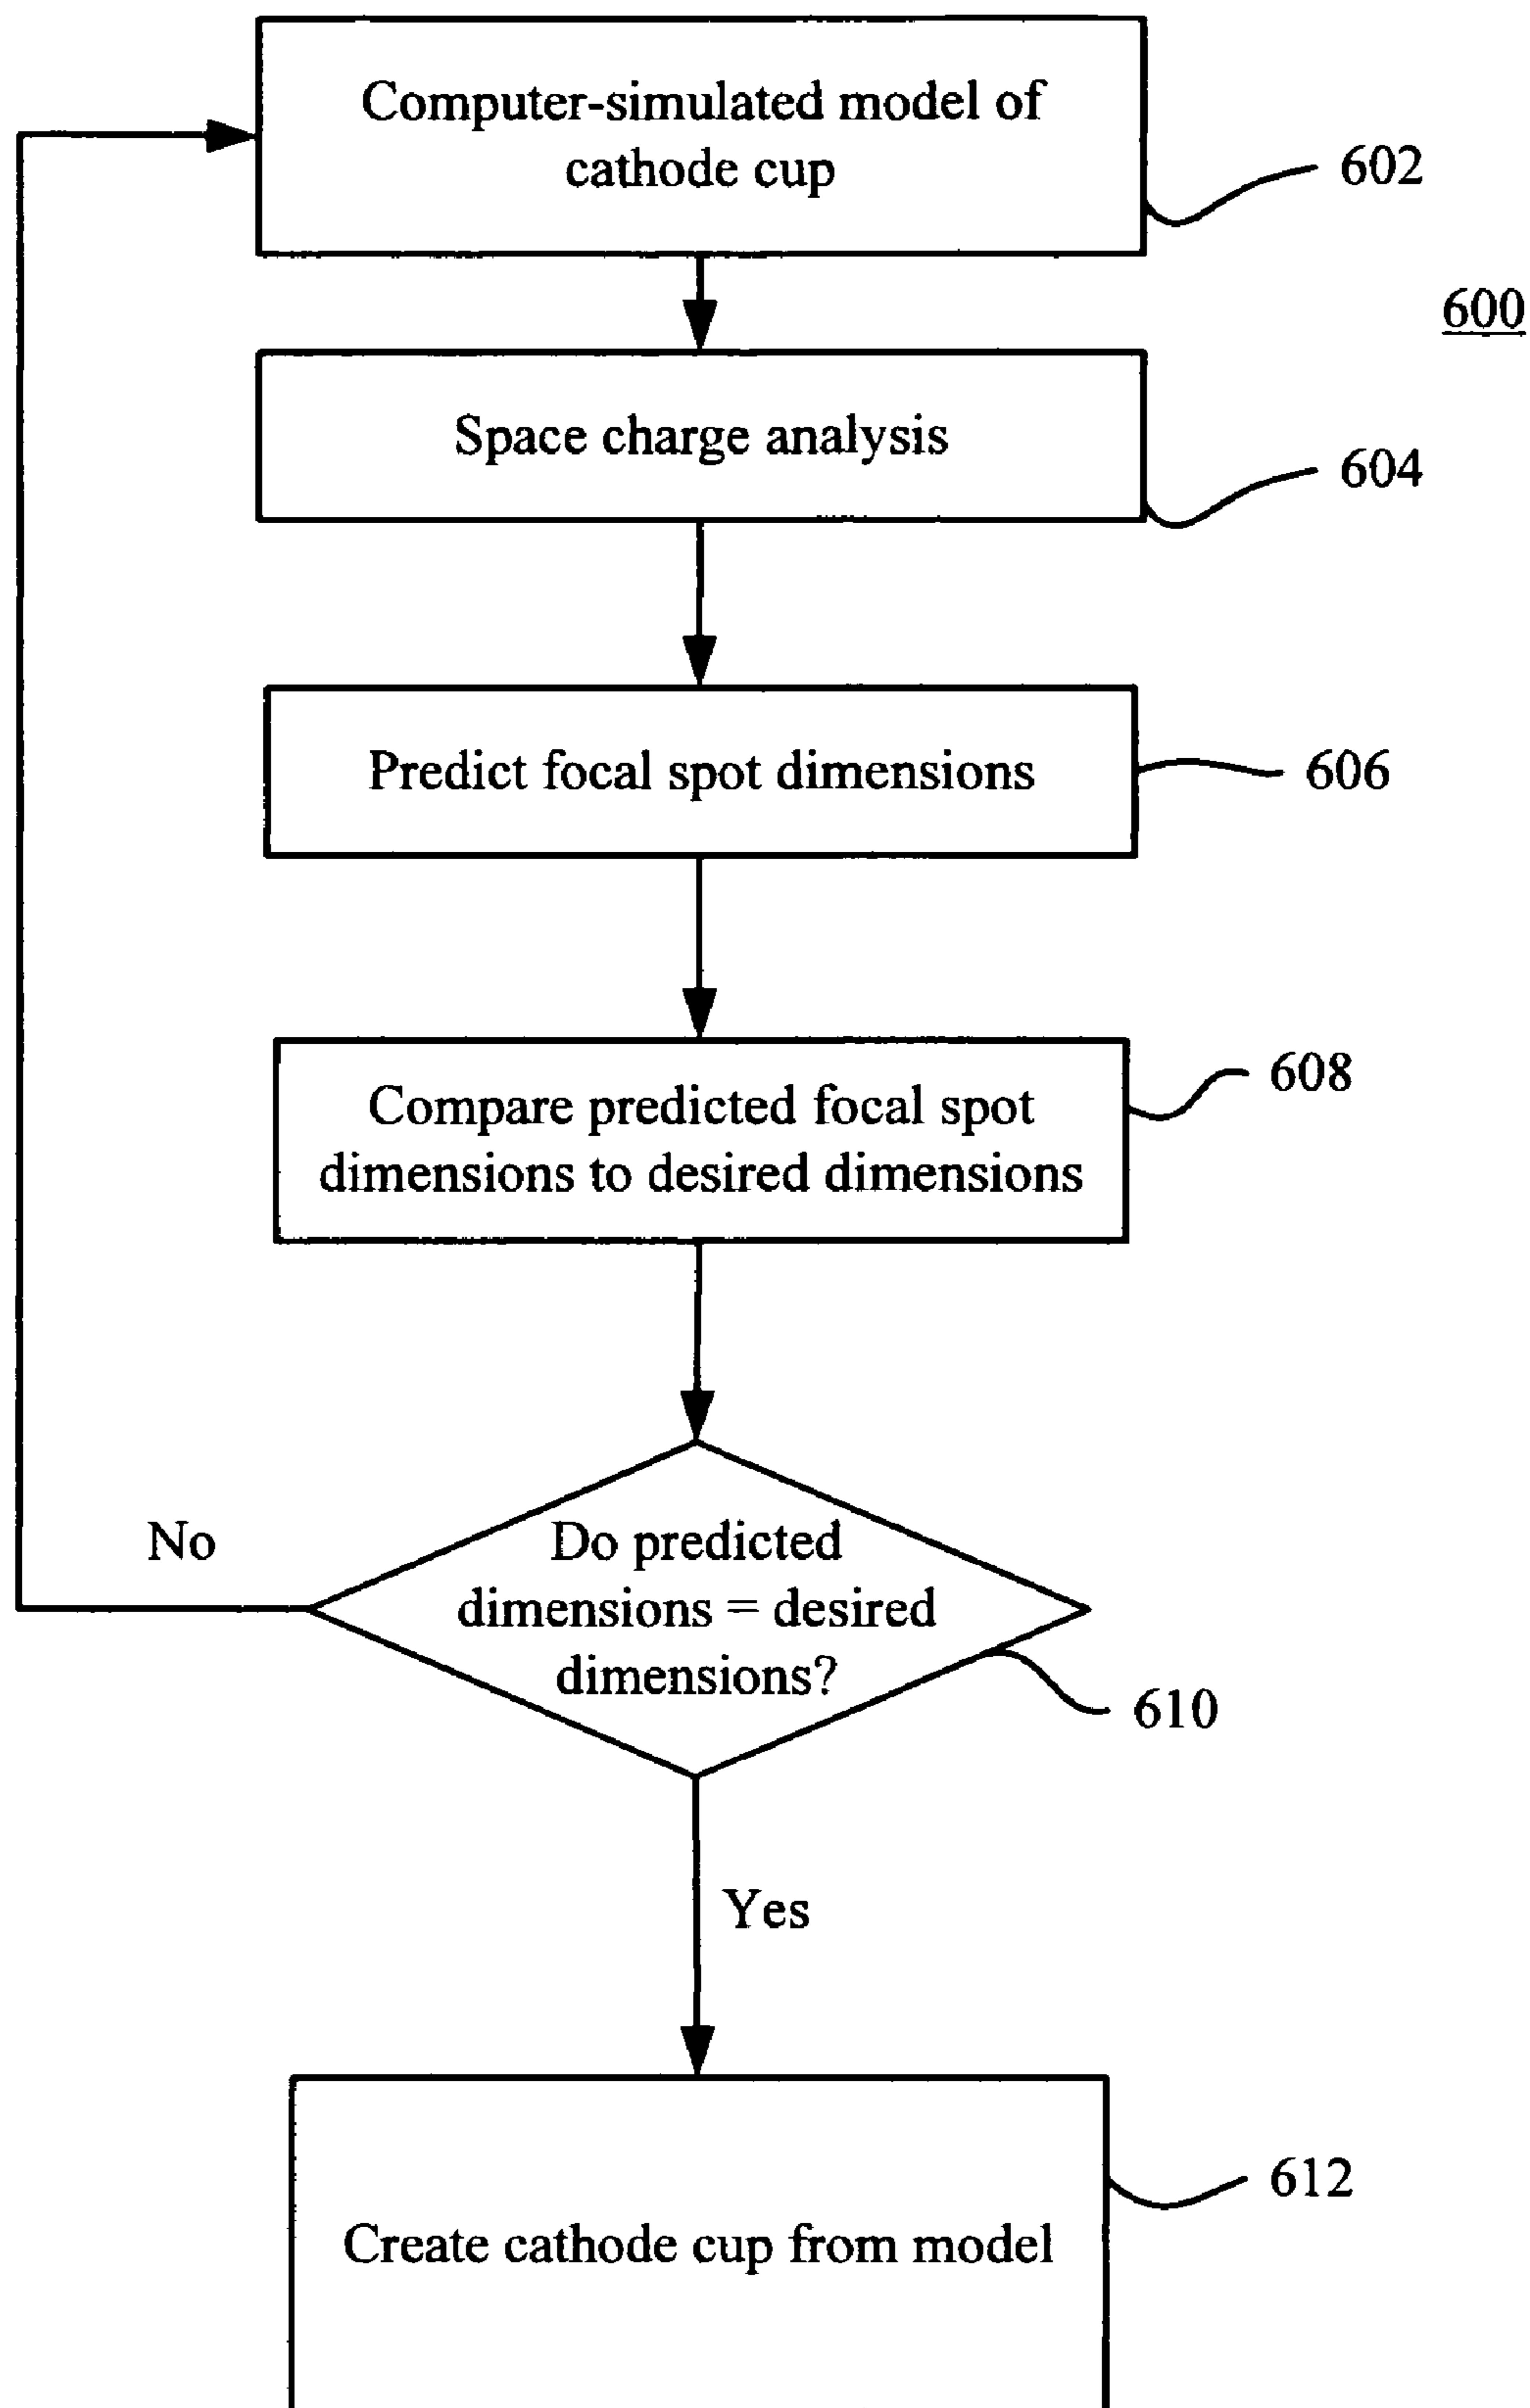 Computer-simulated model of
cathode cup
602
600
Space charge analysis
604
Predict focal spot dimensions
606
608
Compare predicted focal spot
dimensions to desired dimensions
No
Do predicted
dimensions = desired
dimensions?
610
Yes
612
Create cathode cup from model